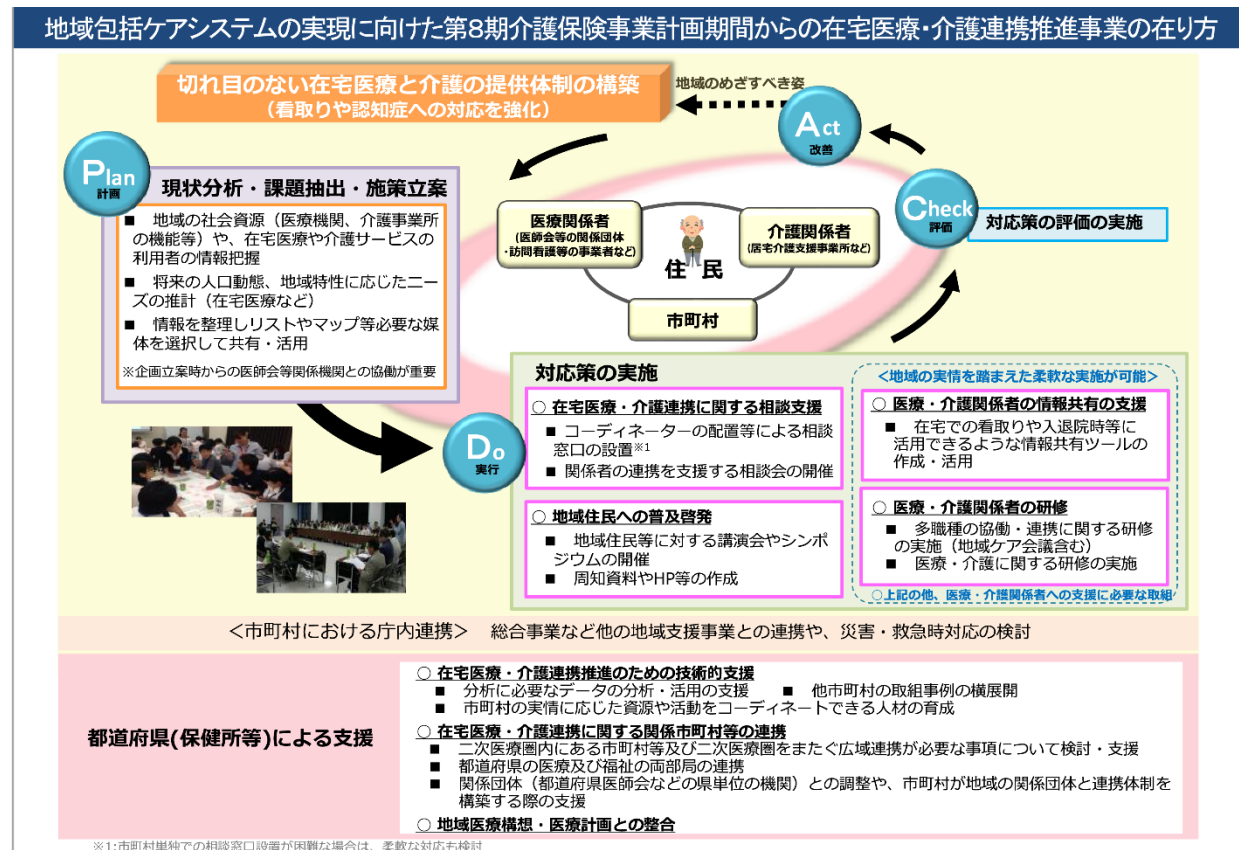 地域包括ケアシステムの実現に向けた第8期介護保険事業計画期間からの在宅医療・介護連携推進事業の在り方
切れ目のない在宅医療と介護の提供体制の構築
（看取りや認知症への対応を強化）
地域のめざすべき姿
Act
改善
Plan
計画
現状分析・課題抽出・施策立案
■ 地域の社会資源（医療機関、介護事業所
の機能等）や、在宅医療や介護サービスの
利用者の情報把握
■ 将来の人口動態、地域特性に応じたニー
ズの推計（在宅医療など）
■ 情報を整理しリストやマップ等必要な媒
体を選択して共有・活用
※企画立案時からの医師会等関係機関との協働が重要
医療関係者
（医師会等の関係団体
・訪問看護等の事業者など）
介護関係者
（居宅介護支援事業所など）
住 民
市町村
Check
評価
対応策の評価の実施
Do
実行
対応策の実施
○ 在宅医療・介護連携に関する相談支援
■ コーディネーターの配置等による相談
窓口の設置※1
■ 関係者の連携を支援する相談会の開催
○ 地域住民への普及啓発
■ 地域住民等に対する講演会やシンポ
ジウムの開催
■ 周知資料やHP等の作成
＜地域の実情を踏まえた柔軟な実施が可能＞
○ 医療・介護関係者の情報共有の支援
■ 在宅での看取りや入退院時等に
活用できるような情報共有ツールの
作成・活用
○ 医療・介護関係者の研修
■ 多職種の協働・連携に関する研修
の実施（地域ケア会議含む）
■ 医療・介護に関する研修の実施
○上記の他、医療・介護関係者への支援に必要な取組
＜市町村における庁内連携＞ 総合事業など他の地域支援事業との連携や、災害・救急時対応の検討
都道府県(保健所等)による支援
○ 在宅医療・介護連携推進のための技術的支援
■ 分析に必要なデータの分析・活用の支援 ■ 他市町村の取組事例の横展開
■ 市町村の実情に応じた資源や活動をコーディネートできる人材の育成
○ 在宅医療・介護連携に関する関係市町村等の連携
■ 二次医療圏内にある市町村等及び二次医療圏をまたぐ広域連携が必要な事項について検討・支援
■ 都道府県の医療及び福祉の両部局の連携
■ 関係団体（都道府県医師会などの県単位の機関）との調整や、市町村が地域の関係団体と連携体制を
構築する際の支援
○ 地域医療構想・医療計画との整合
※1:市町村単独での相談窓口設置が困難な場合は、柔軟な対応も検討